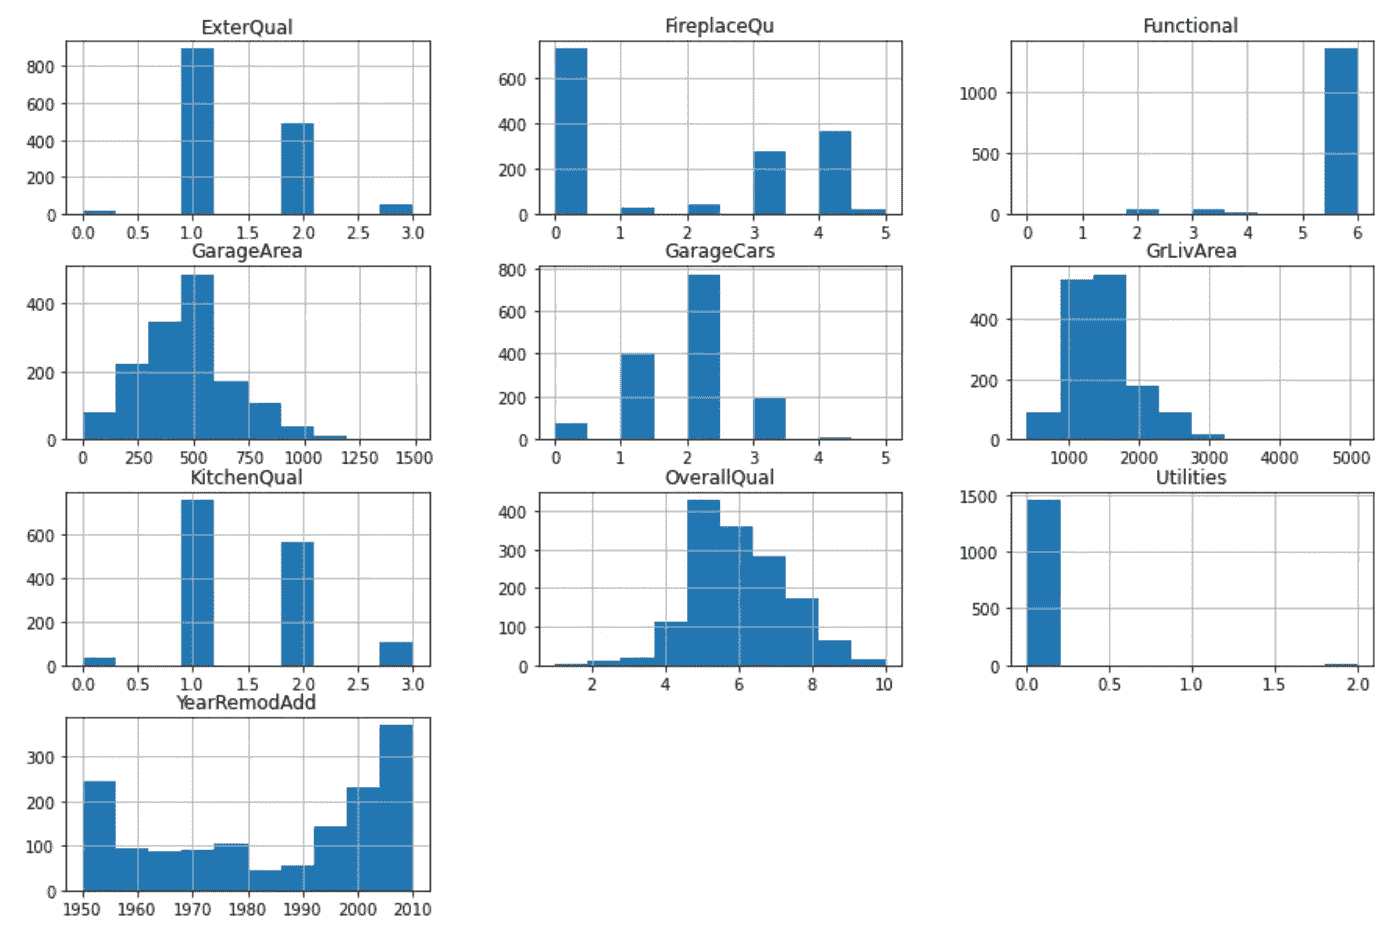 ExterQual
800
600
400
200
0
0.0 0.5 1.0 1.5 2.0 2.5 3.0
FireplaceQu
600
400
200
0
0 1 2 3 4 5
Functional
1000
500
0
0 1 2 3 4 5 6
GarageArea
400
200
0
0 250 500 750 1000 1250 1500
GarageCars
800
600
400
200
0
0 1 2 3 4 5
GrLivArea
400
200
0
1000 2000 3000 4000 5000
KitchenQual
600
400
200
0
0.0 0.5 1.0 1.5 2.0 2.5 3.0
OverallQual
400
300
200
100
0
2 4 6 8 10
Utilities
1500
1000
500
0
0.0 0.5 1.0 1.5 2.0
YearRemodAdd
300
200
100
0
1950 1960 1970 1980 1990 2000 2010